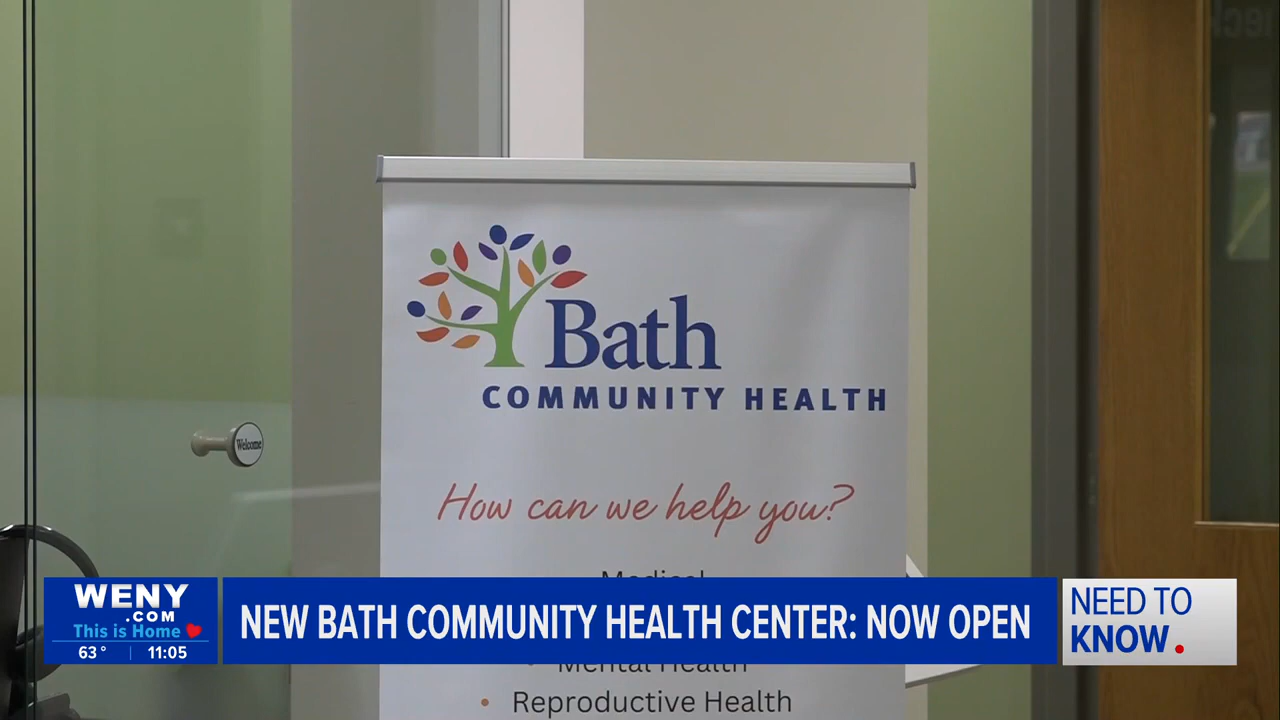 Bath
COMMUNITY HEALTH
Welcome
How can we help you?
Medical
WENY
.COM
This is Home
63° | 11:05
NEW BATH COMMUNITY HEALTH CENTER: NOW OPEN
NEED TO
KNOW.
Mental Health
• Reproductive Health